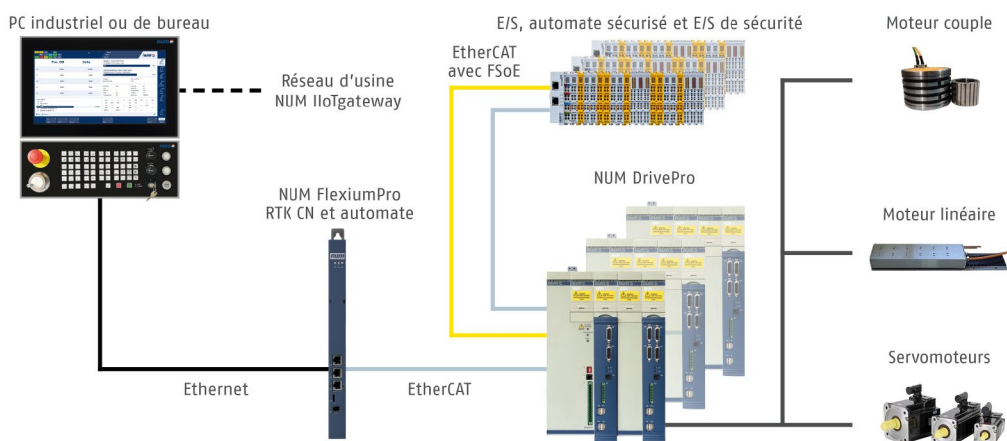 PC industriel ou de bureau
E/S, automate sécurisé et E/S de sécurité
Moteur couple
EtherCAT
avec FSoE
Réseau d'usine
NUM IIoTgateway
NUM FlexiumPro
RTK CN et automate
NUM DrivePro
Moteur linéaire
Ethernet
EtherCAT
Servomoteurs